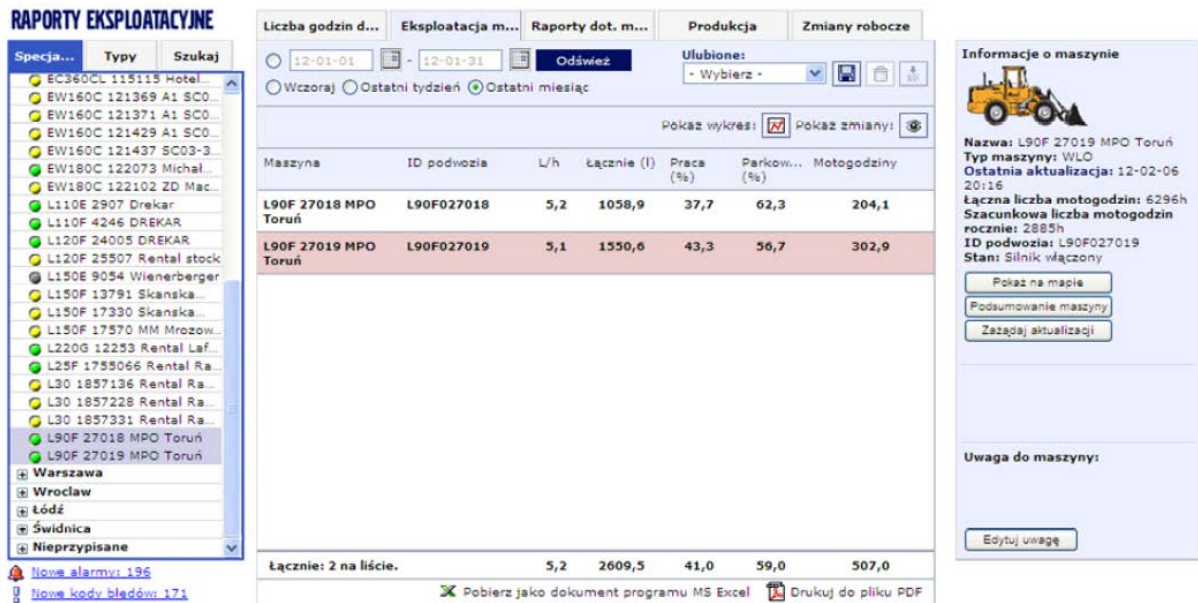 RAPORTY EKSPLOATACYJNE
Specja... Typy Szukaj
EC360CL 115115 Hotel...
EW160C 121369 A1 SC0...
EW160C 121371 A1 SC0...
EW160C 121429 A1 SC0...
EW160C 121437 SC03-3...
EW180C 122073 Michał...
EW180C 122102 ZD Mac...
L110E 2907 Drekar
L110F 4246 DREKAR
L120F 24005 DREKAR
L120F 25507 Rental stock
L150E 9054 Wienerberger
L150F 13791 Skanska...
L150F 17330 Skanska...
L150F 17570 MM Mrozow...
L220G 12253 Rental Laf...
L25F 1755066 Rental Ra...
L30 1857136 Rental Ra...
L30 1857228 Rental Ra...
L30 1857331 Rental Ra...
L90F 27018 MPO Toruń
L90F 27019 MPO Toruń
Warszawa
Wroclaw
Łódź
Świdnica
Nieprzypisane
Nowe alarmy: 196
Nowe kody błędów: 171
Liczba godzin d... Eksploatacja m... Raporty dot. m... Produkcja Zmiany robocze
12-01-01 - 12-01-31 Odśwież
Wczoraj Ostatni tydzień Ostatni miesiąc
Ulubione:
- Wybierz -
Pokaż wykres: Pokaż zmiany:
Maszyna ID podwozia L/h Łącznie (l) Praca (%) Parkow... (%) Motogodziny
L90F 27018 MPO Toruń L90F027018 5,2 1058,9 37,7 62,3 204,1
L90F 27019 MPO Toruń L90F027019 5,1 1550,6 43,3 56,7 302,9
Łącznie: 2 na liście. 5,2 2609,5 41,0 59,0 507,0
Pobierz jako dokument programu MS Excel Drukuj do pliku PDF
Informacje o maszynie
Nazwa: L90F 27019 MPO Toruń
Typ maszyny: WLO
Ostatnia aktualizacja: 12-02-06
20:16
Łączna liczba motogodzin: 6296h
Szacunkowa liczba motogodzin
rocznie: 2885h
ID podwozia: L90F027019
Stan: Silnik włączony
Pokaż na mapie
Podsumowanie maszyny
Zażądaj aktualizacji
Uwaga do maszyny:
Edytuj uwagę